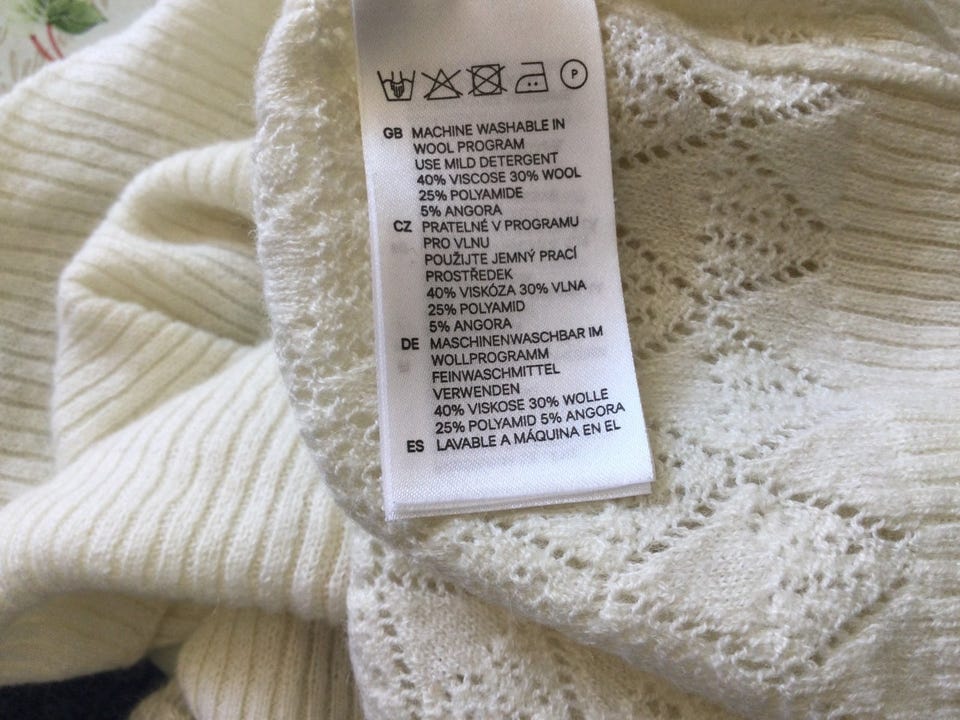 P
GB MACHINE WASHABLE IN
WOOL PROGRAM
USE MILD DETERGENT
40% VISCOSE 30% WOOL
25% POLYAMIDE
5% ANGORA
CZ PRATELNÉ V PROGRAMU
PRO VLNU
POUŽIJTE JEMNÝ PRACÍ
PROSTŘEDEK
40% VISKÓZA 30% VLNA
25% POLYAMID
5% ANGORA
DE MASCHINENWASCHBAR IM
WOLLPROGRAMM
FEINWASCHMITTEL
VERWENDEN
40% VISKOSE 30% WOLLE
25% POLYAMID 5% ANGORA
ES LAVABLE A MÁQUINA EN EL